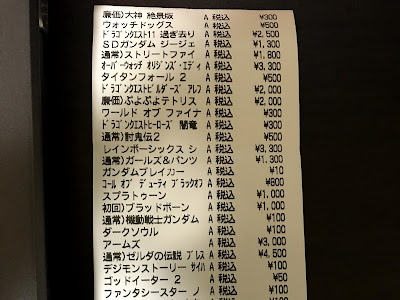 廉価)大神 絶景版 A 税込 ¥300
ウォッチドッグス A 税込 ¥500
ドラゴンクエスト11 過ぎ去り A 税込 ¥2,500
SDガンダム ジージェ A 税込 ¥1,300
通常)ストリートファイ A 税込 ¥1,800
オーバーウォッチ オリジンズ・エディ A 税込 ¥3,300
タイタンフォール 2 A 税込 ¥500
ドラゴンクエストビルダーズ アレフ A 税込 ¥2,000
廉価)ぷよぷよテトリス A 税込 ¥2,000
ワールド オブ ファイナ A 税込 ¥300
ドラゴンクエストヒーローズ 闇竜 A 税込 ¥300
通常)討鬼伝2 A 税込 ¥500
レインボーシックス シ A 税込 ¥3,300
通常)ガールズ&パンツ A 税込 ¥1,300
ガンダムブレイカー A 税込 ¥10
コール オブ デューティ ブラックオプ A 税込 ¥800
スプラトゥーン A 税込 ¥1,000
初回)ブラッドボーン A 税込 ¥1,000
通常)機動戦士ガンダム A 税込 ¥100
ダークソウル A 税込 ¥100
アームズ A 税込 ¥3,000
通常)ゼルダの伝説 ブレス A 税込 ¥4,500
デジモンストーリー サイバ A 税込 ¥100
ゴッドイーター 2 A 税込 ¥50
ファンタシースター ノ A 税込 ¥100